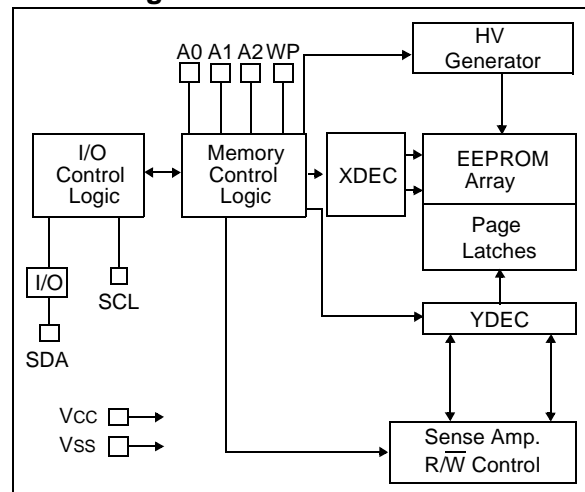 A0 A1 A2 WP
HV
Generator
I/O
Control
Logic
Memory
Control
Logic
XDEC
EEPROM
Array
Page
Latches
I/O
SCL
SDA
YDEC
VCC
VSS
Sense Amp.
R/W̅ Control